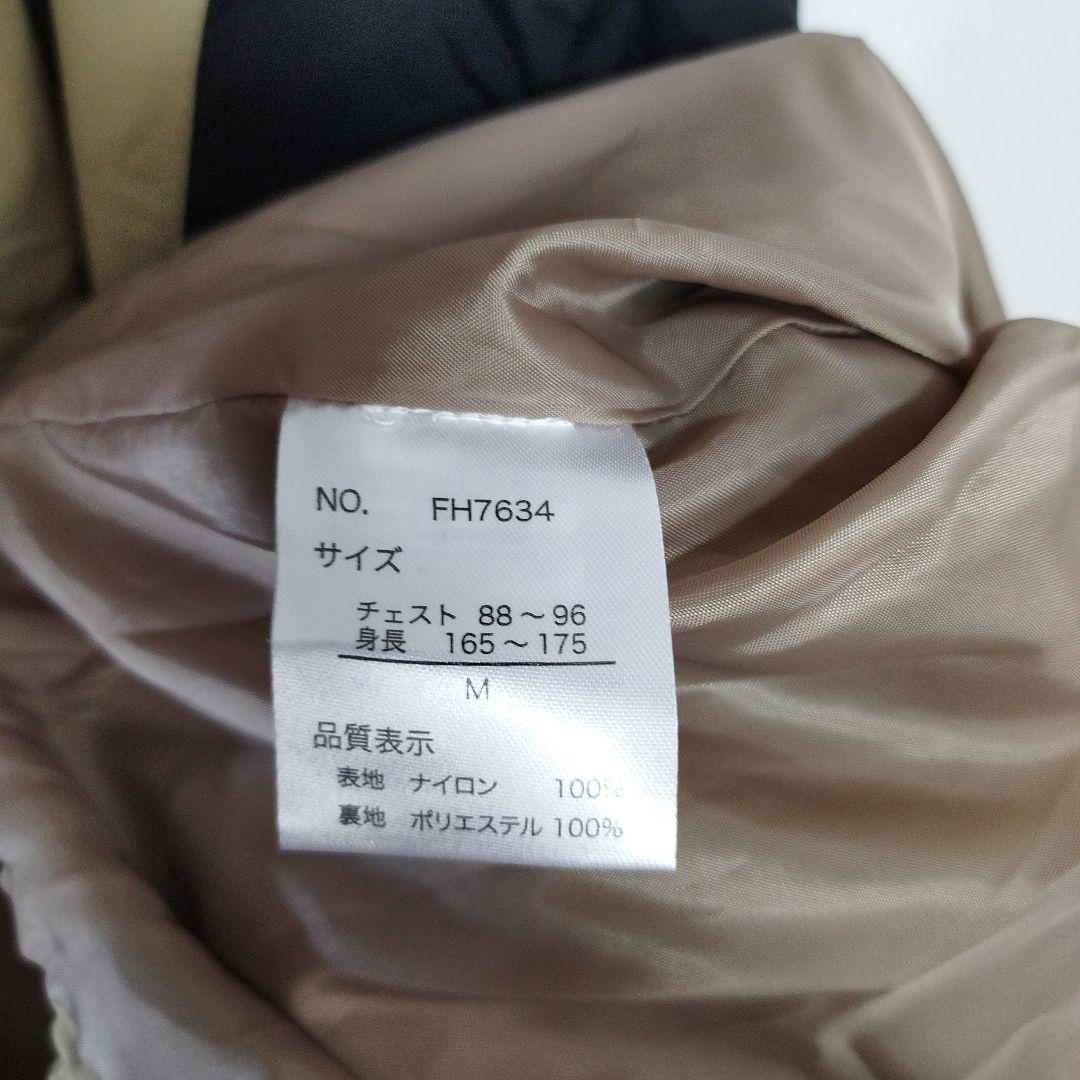 NO. FH7634
サイズ
チェスト 88～96
身長 165～175
M
品質表示
表地 ナイロン 100%
裏地 ポリエステル 100%